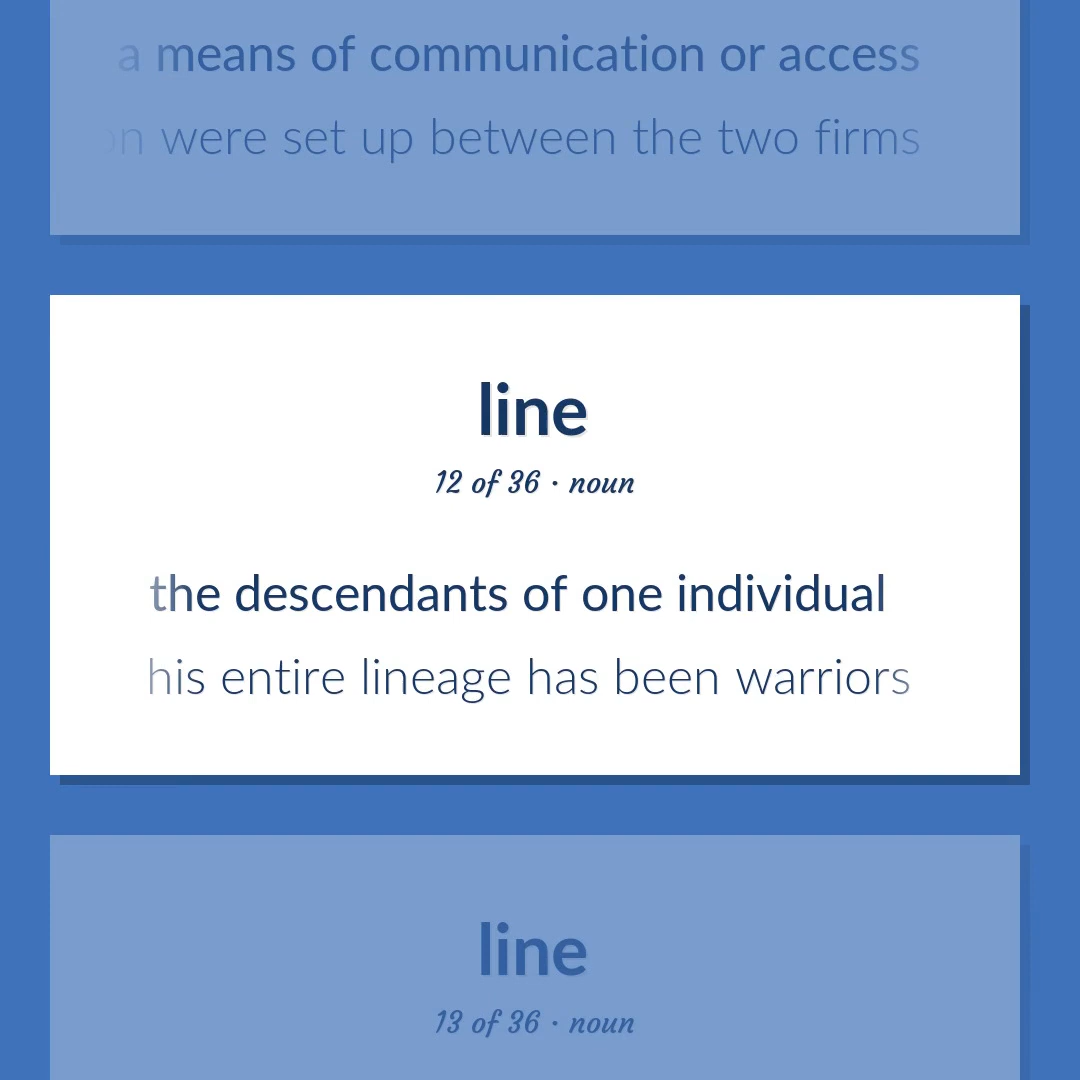 a means of communication or access
were set up between the two firms
line
12 of 36 · noun
the descendants of one individual
his entire lineage has been warriors
line
13 of 36 · noun